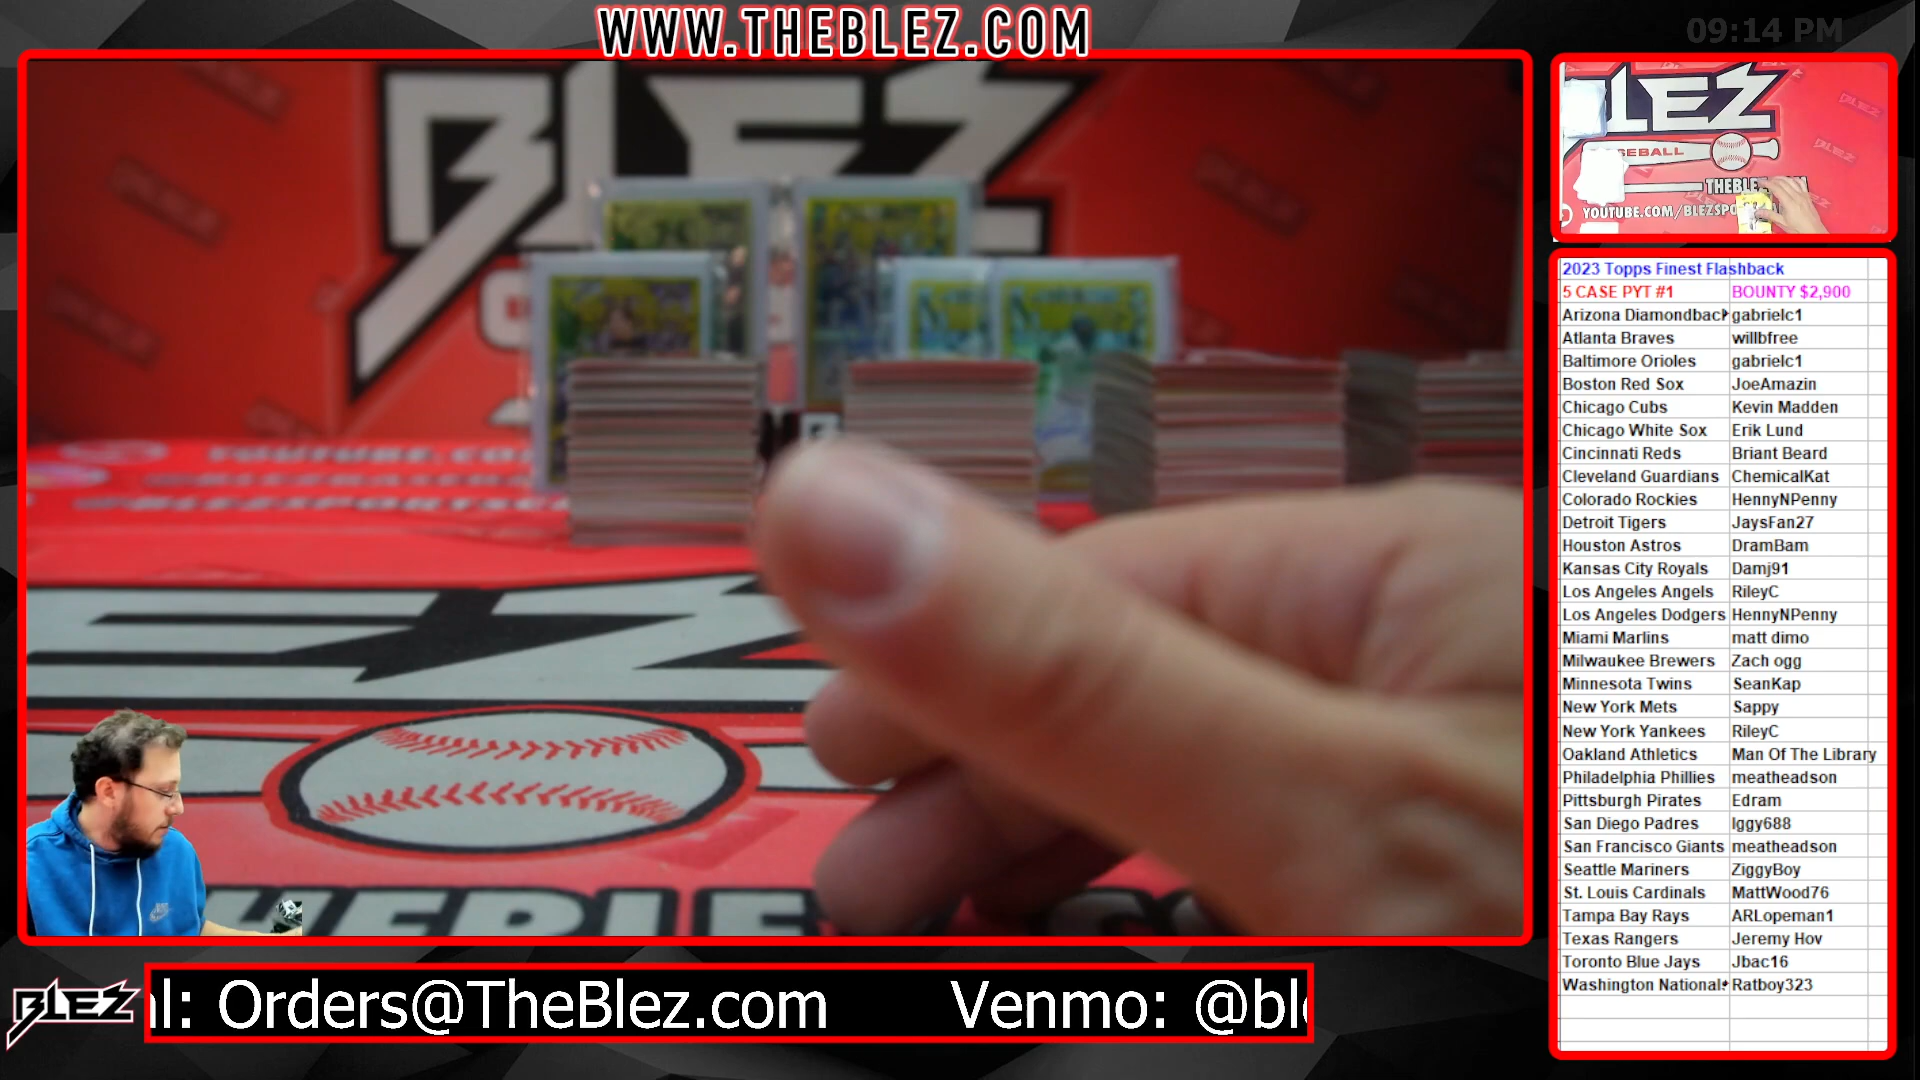 WWW.THEBLEZ.COM
09:14 PM
BLEZ
LEZ
SEBALL
THEBLEZ
YOUTUBE.COM/BLEZSPO
2023 Topps Finest Flashback
5 CASE PYT #1 BOUNTY $2,900
Arizona Diamondback gabrielc1
Atlanta Braves willbfree
Baltimore Orioles gabrielc1
Boston Red Sox JoeAmazin
Chicago Cubs Kevin Madden
Chicago White Sox Erik Lund
Cincinnati Reds Briant Beard
Cleveland Guardians ChemicalKat
Colorado Rockies HennyNPenny
Detroit Tigers JaysFan27
Houston Astros DramBam
Kansas City Royals Damj91
Los Angeles Angels RileyC
Los Angeles Dodgers HennyNPenny
Miami Marlins matt dimo
Milwaukee Brewers Zach ogg
Minnesota Twins SeanKap
New York Mets Sappy
New York Yankees RileyC
Oakland Athletics Man Of The Library
Philadelphia Phillies meatheadson
Pittsburgh Pirates Edram
San Diego Padres Iggy688
San Francisco Giants meatheadson
Seattle Mariners ZiggyBoy
St. Louis Cardinals MattWood76
Tampa Bay Rays ARLopeman1
Texas Rangers Jeremy Hov
Toronto Blue Jays Jbac16
Washington Nationals Ratboy323
BLEZ
l: Orders@TheBlez.com Venmo: @ble